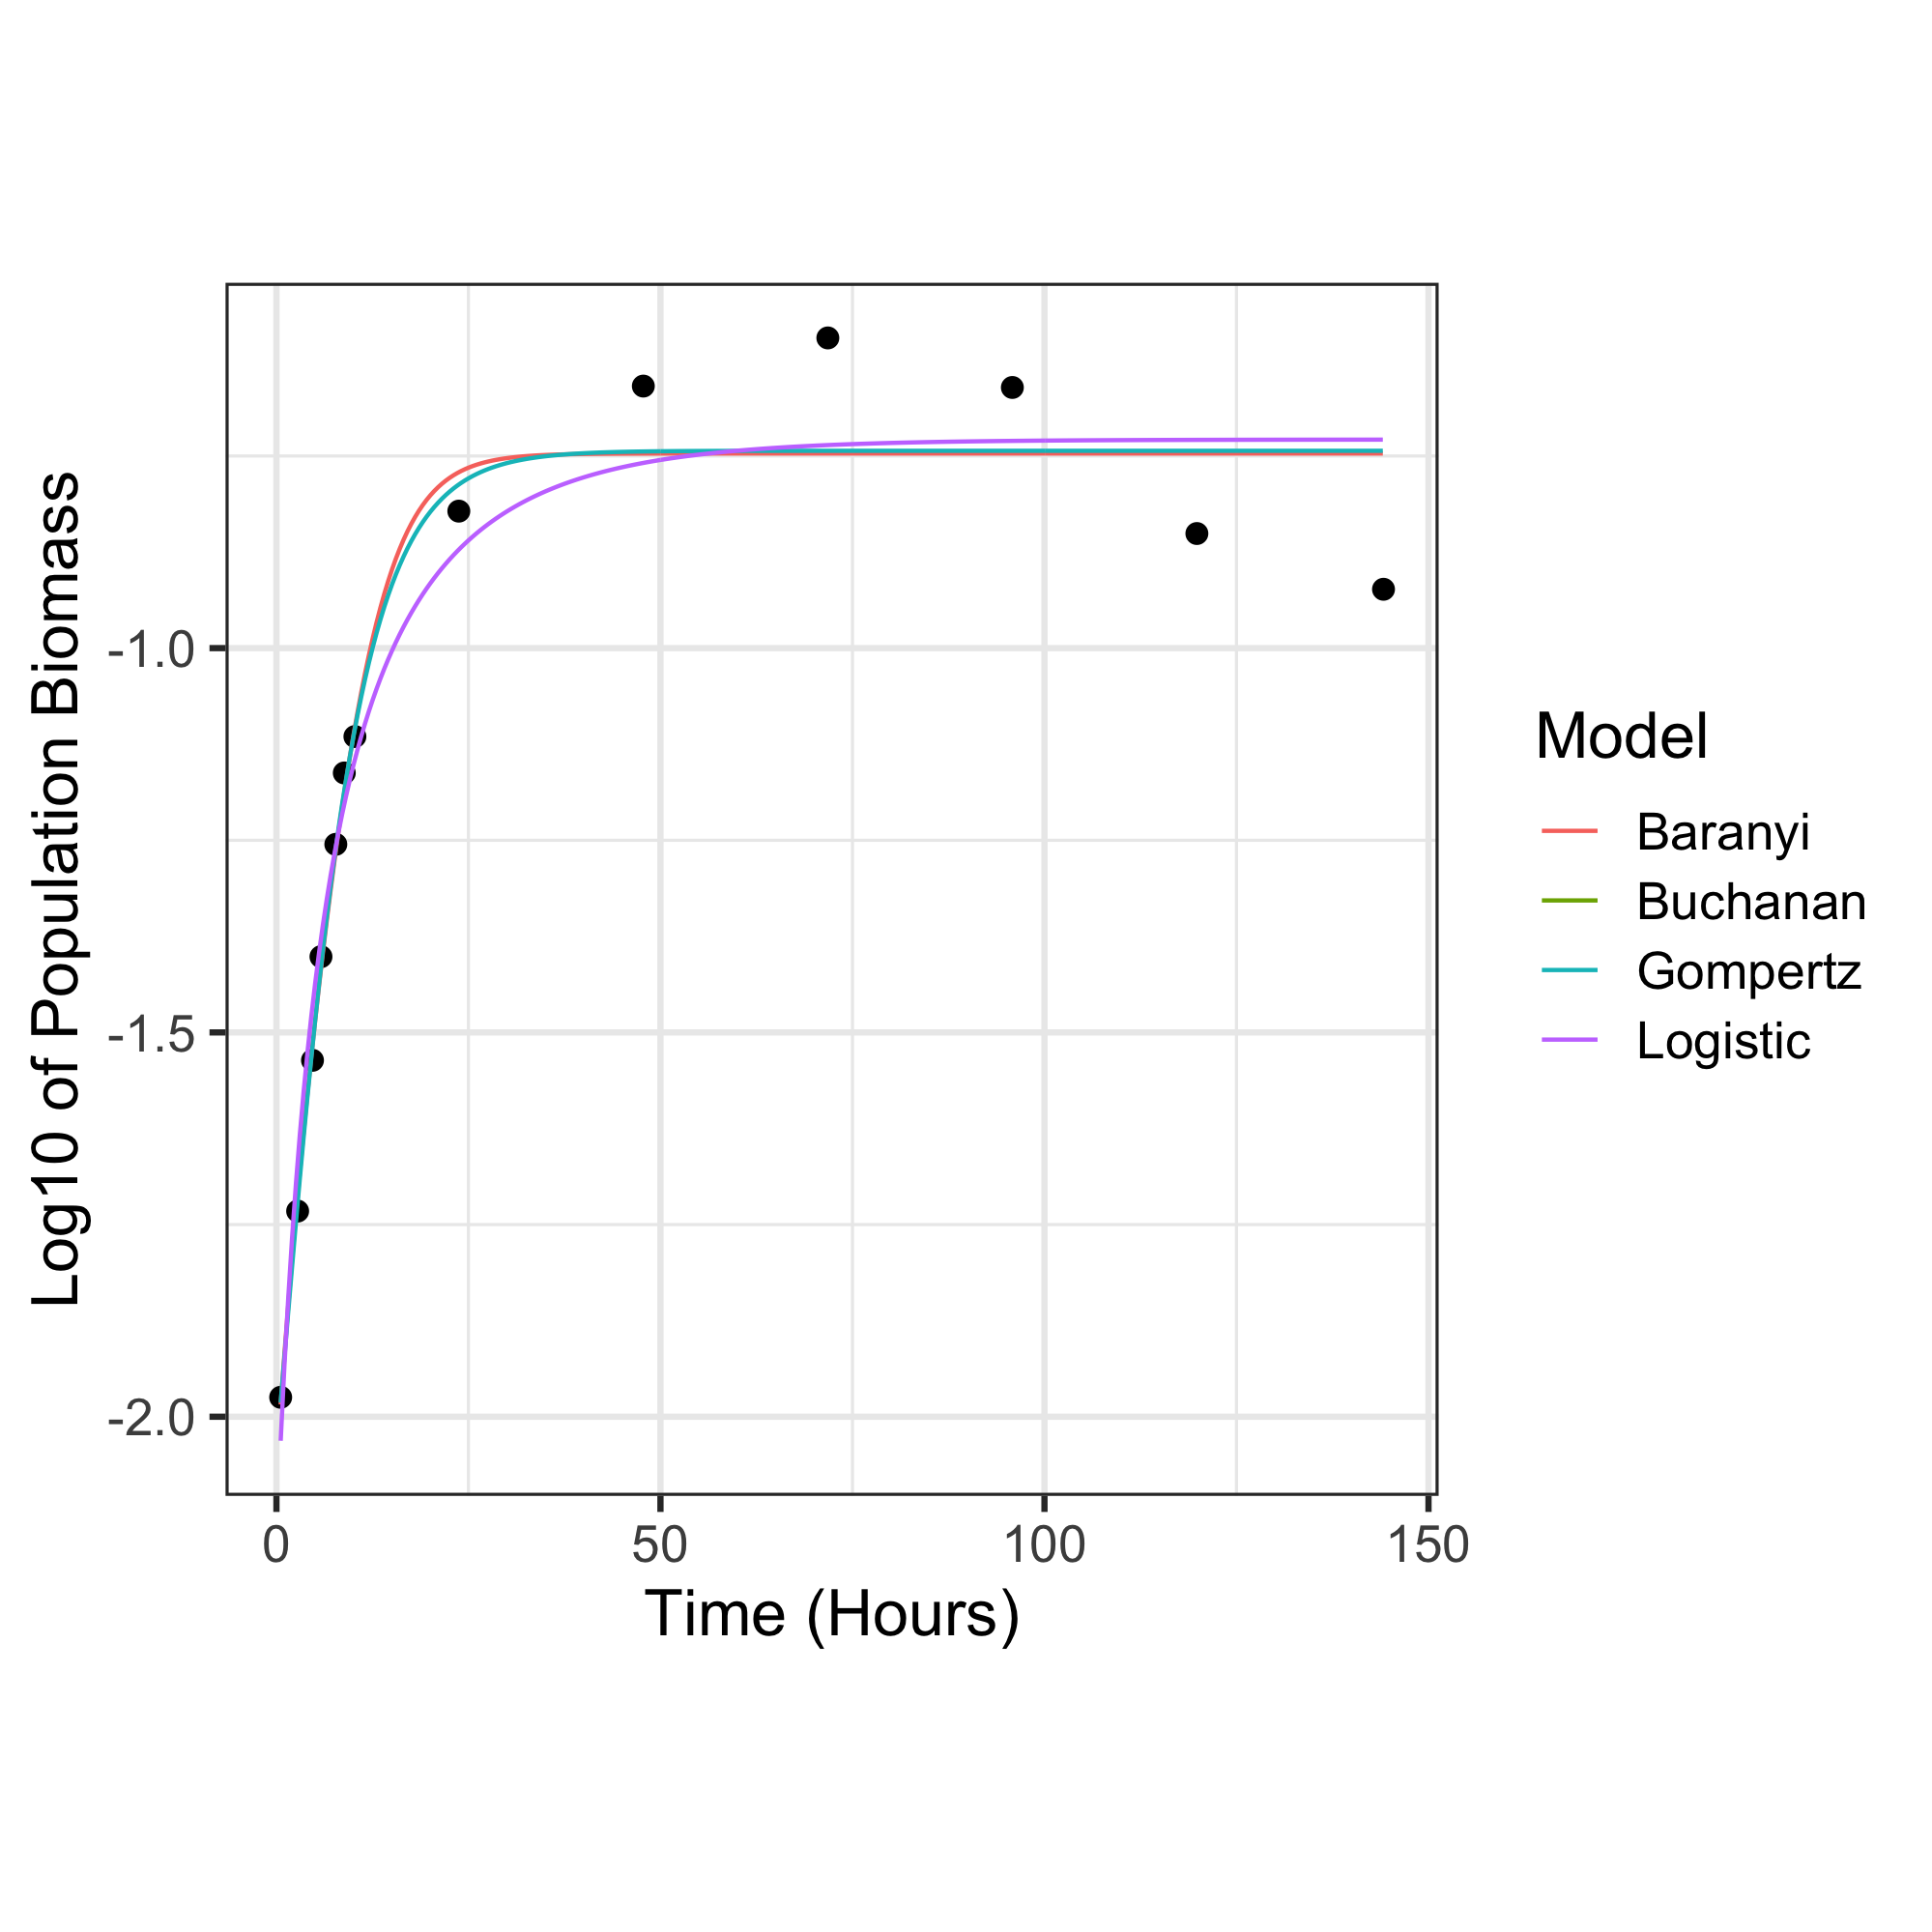 Log10 of Population Biomass
-1.0
-1.5
-2.0
0
50
100
150
Time (Hours)
Model
Baranyi
Buchanan
Gompertz
Logistic